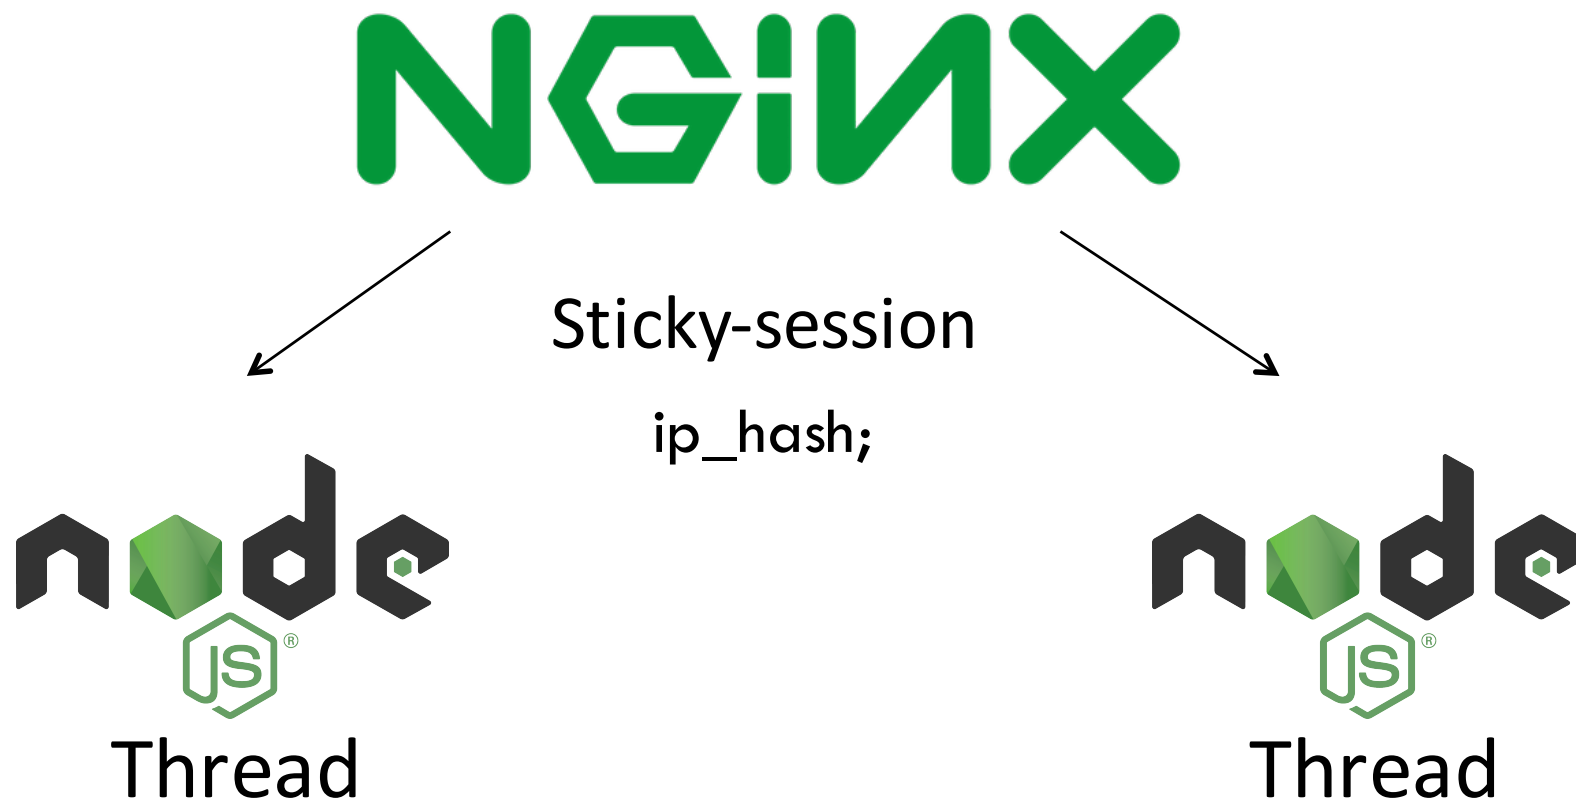 NGiNX
Sticky-session
ip_hash;
node
JS®
Thread
node
JS®
Thread